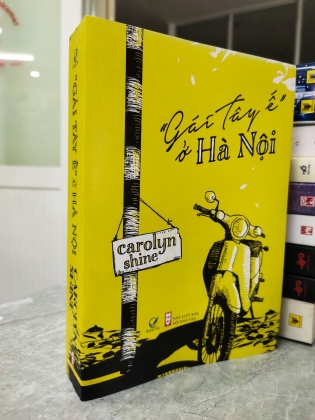 "Gái Tây ế"
ở Hà Nội
carolyn
shine
"GÁI TÂY Ế" Ở HÀ NỘI